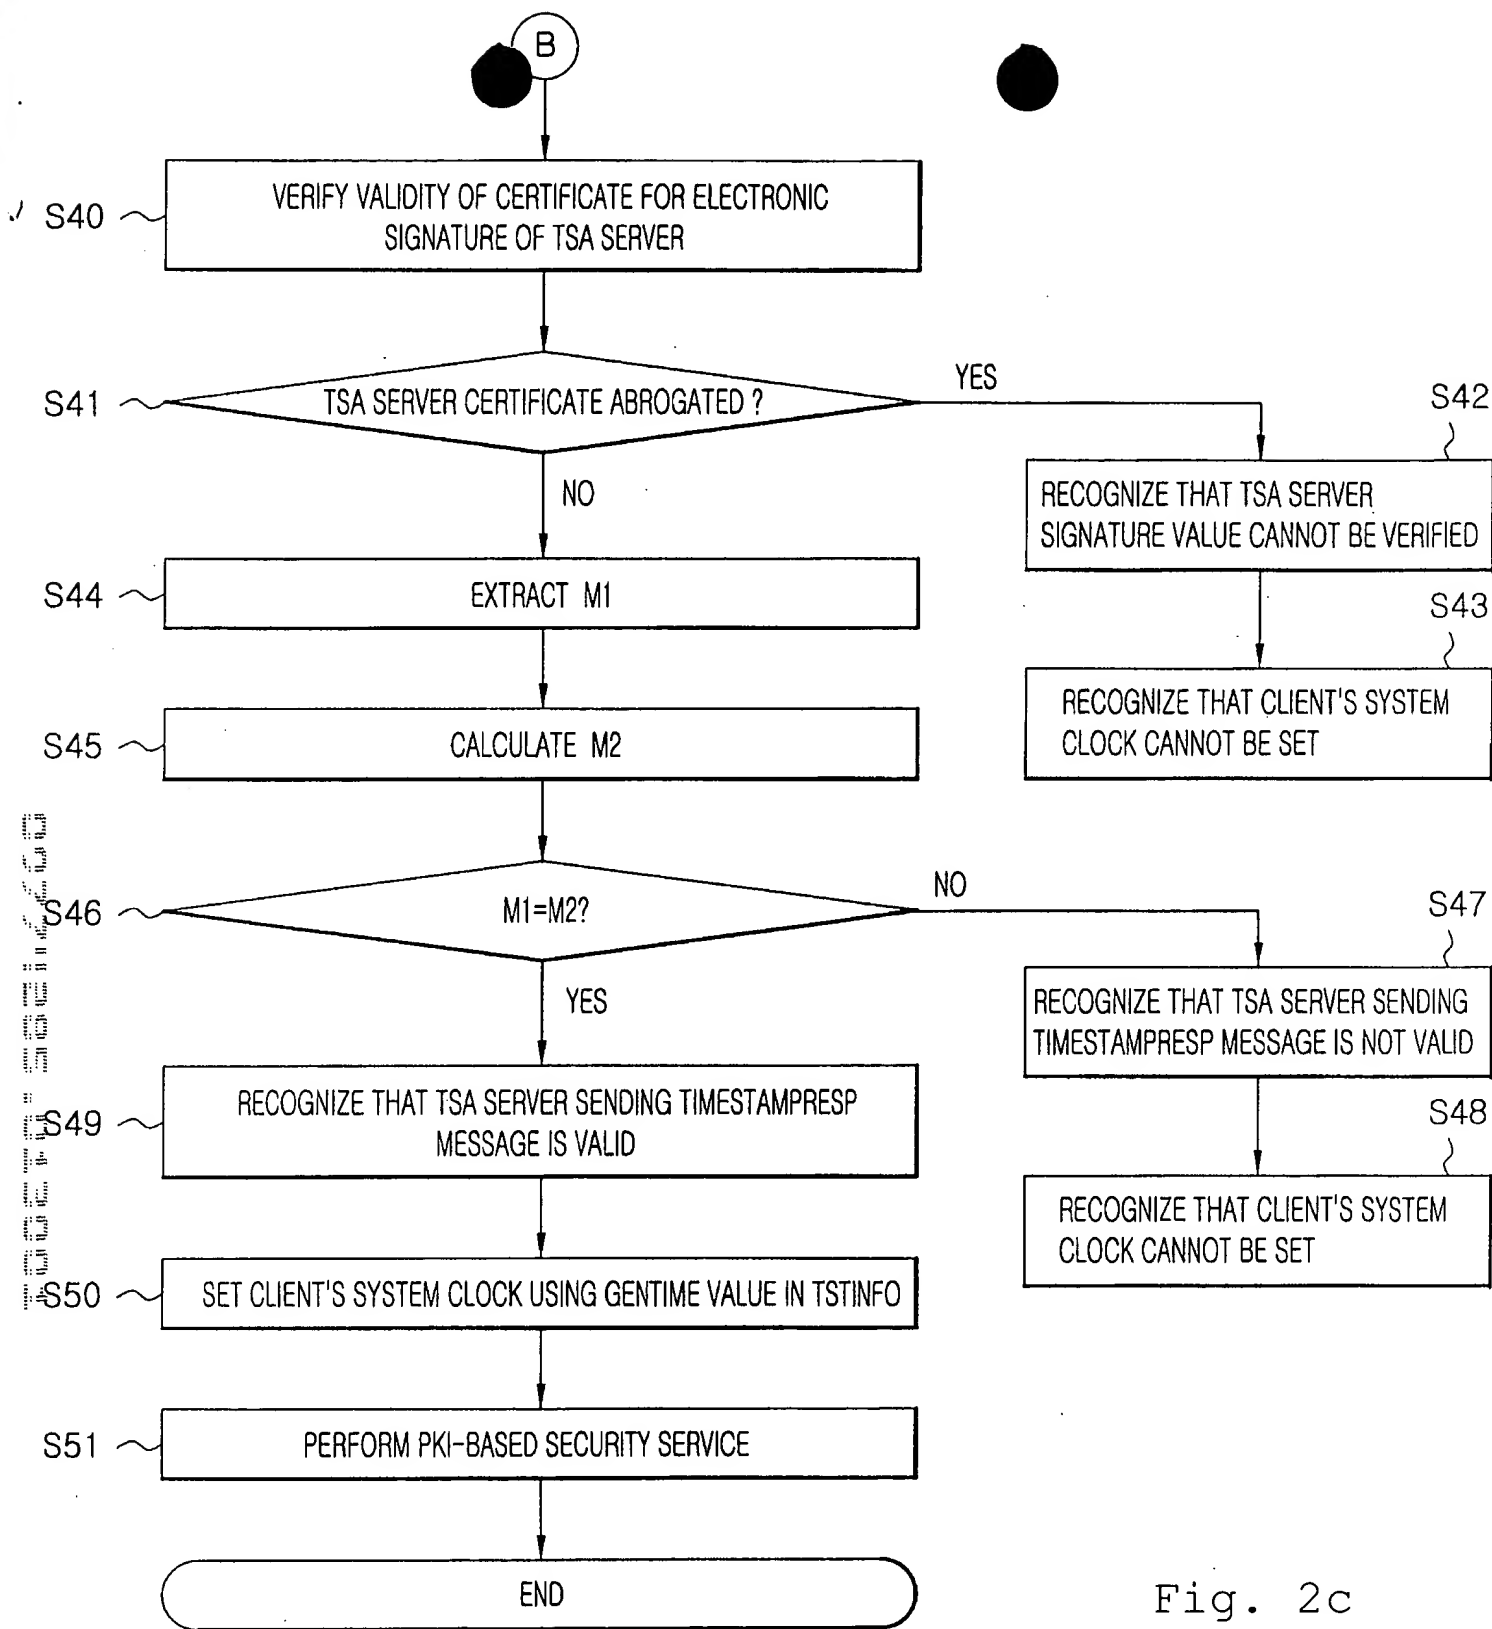 B
S40
VERIFY VALIDITY OF CERTIFICATE FOR ELECTRONIC
SIGNATURE OF TSA SERVER
S41
TSA SERVER CERTIFICATE ABROGATED ?
YES
NO
S42
RECOGNIZE THAT TSA SERVER
SIGNATURE VALUE CANNOT BE VERIFIED
S43
RECOGNIZE THAT CLIENT'S SYSTEM
CLOCK CANNOT BE SET
S44
EXTRACT M1
S45
CALCULATE M2
S46
M1=M2?
NO
YES
S47
RECOGNIZE THAT TSA SERVER SENDING
TIMESTAMPRESP MESSAGE IS NOT VALID
S48
RECOGNIZE THAT CLIENT'S SYSTEM
CLOCK CANNOT BE SET
S49
RECOGNIZE THAT TSA SERVER SENDING TIMESTAMPRESP
MESSAGE IS VALID
S50
SET CLIENT'S SYSTEM CLOCK USING GENTIME VALUE IN TSTINFO
S51
PERFORM PKI-BASED SECURITY SERVICE
END
Fig. 2c